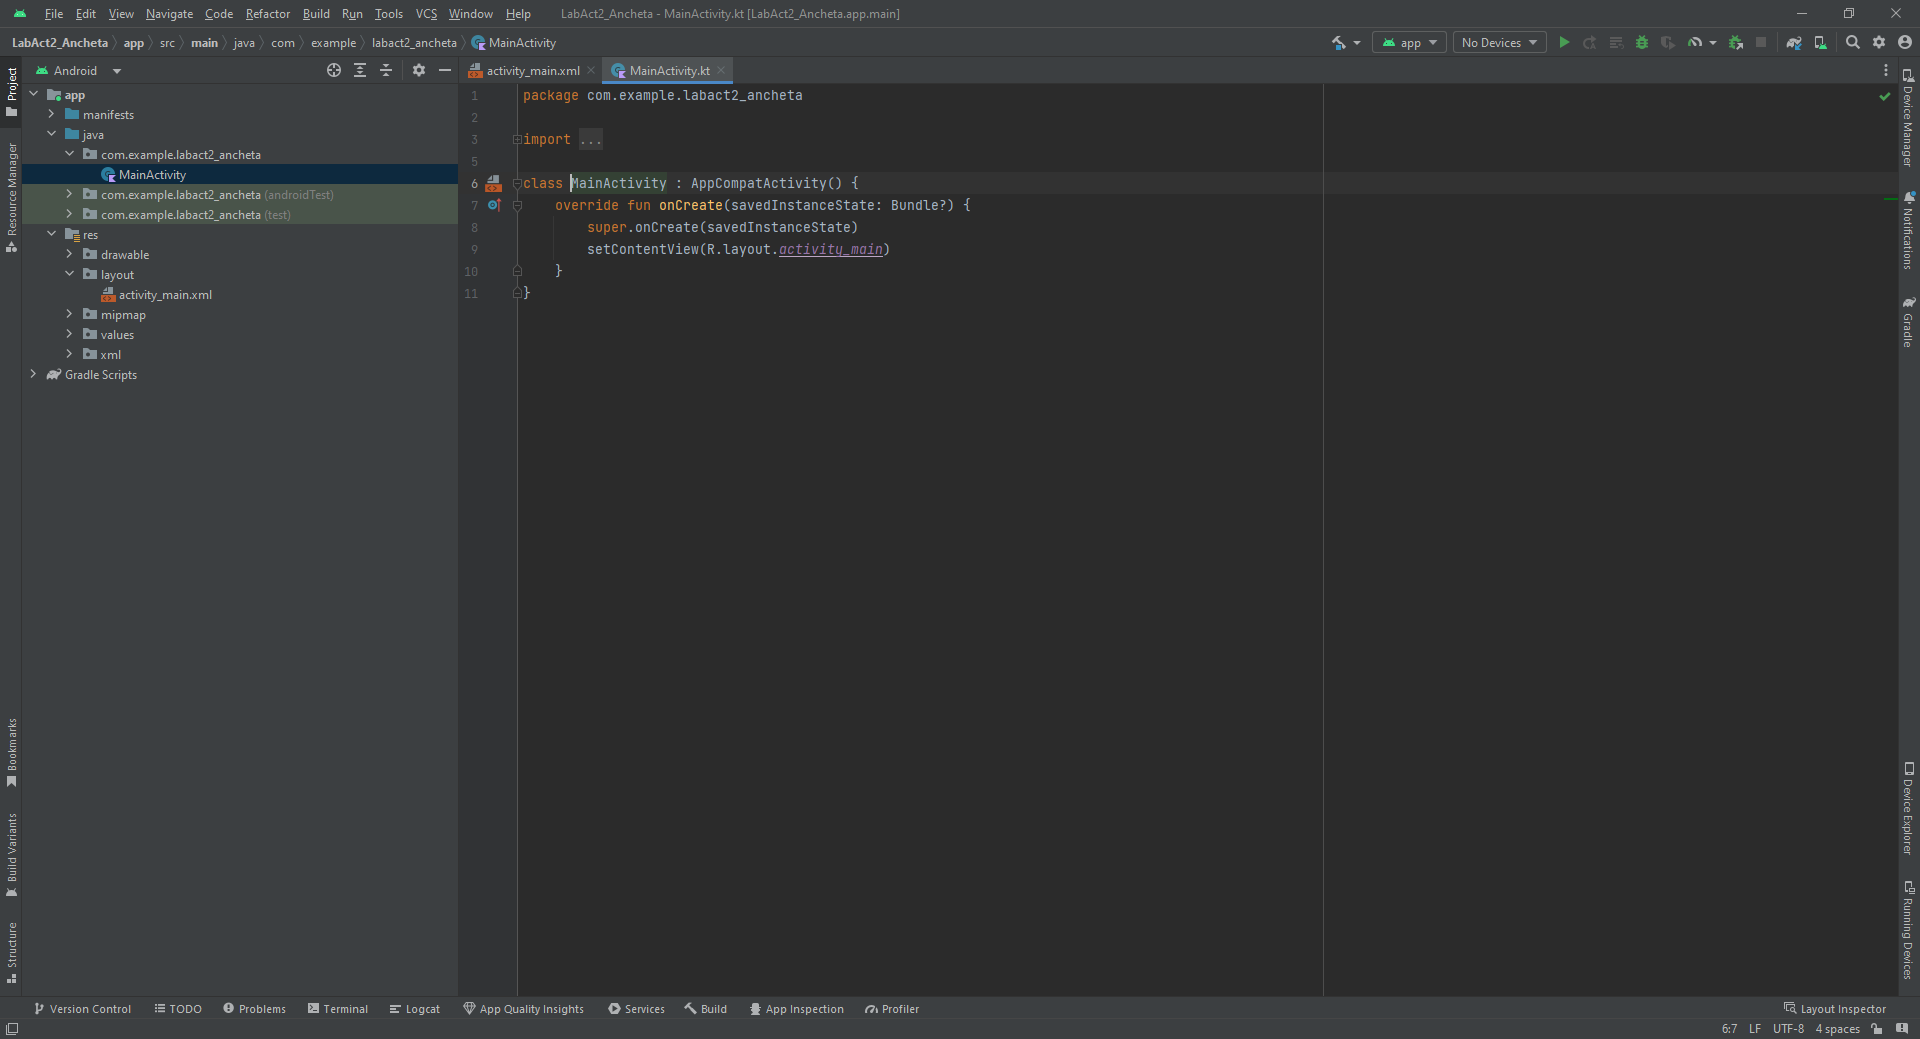 File Edit View Navigate Code Refactor Build Run Tools VCS Window Help LabAct2_Ancheta - MainActivity.kt [LabAct2_Ancheta.app.main]
LabAct2_Ancheta app src main java com example labact2_ancheta MainActivity app No Devices
Android
activity_main.xml MainActivity.kt
Project
Resource Manager
Bookmarks
Build Variants
Structure
app
manifests
java
com.example.labact2_ancheta
MainActivity
com.example.labact2_ancheta (androidTest)
com.example.labact2_ancheta (test)
res
drawable
layout
activity_main.xml
mipmap
values
xml
Gradle Scripts
1 package com.example.labact2_ancheta
2
3 import ...
5
6 class MainActivity : AppCompatActivity() {
7 override fun onCreate(savedInstanceState: Bundle?) {
8 super.onCreate(savedInstanceState)
9 setContentView(R.layout.activity_main)
10 }
11 }
Device Manager
Notifications
Gradle
Device Explorer
Running Devices
Version Control TODO Problems Terminal Logcat App Quality Insights Services Build App Inspection Profiler Layout Inspector
6:7 LF UTF-8 4 spaces